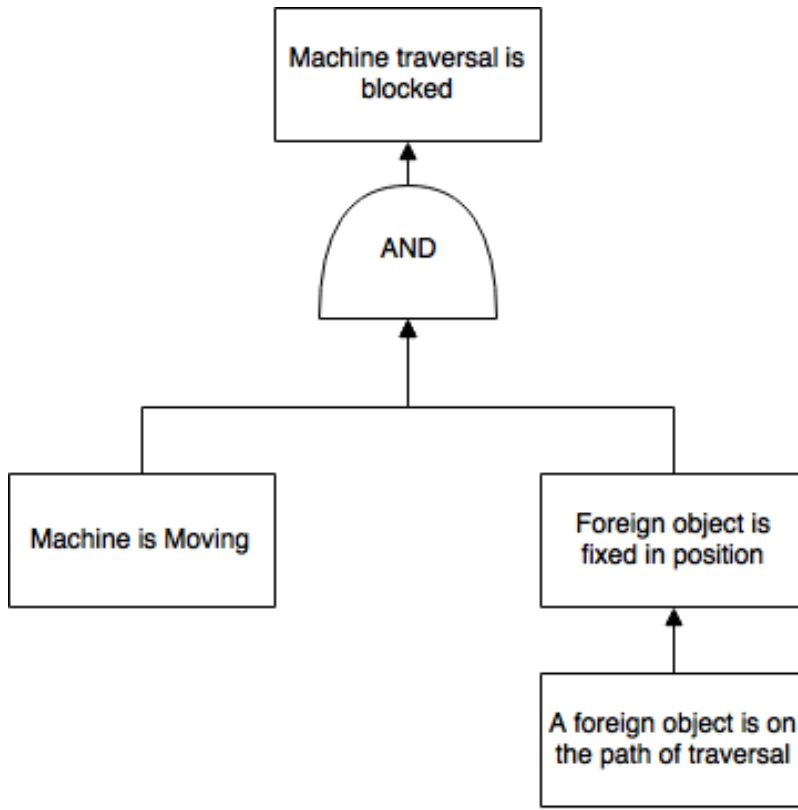 Machine traversal is
blocked
AND
Machine is Moving
Foreign object is
fixed in position
A foreign object is on
the path of traversal